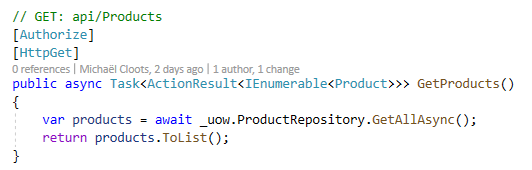 // GET: api/Products
[Authorize]
[HttpGet]
0 references | Michaël Cloots, 2 days ago | 1 author, 1 change
public async Task<ActionResult<IEnumerable<Product>>> GetProducts()
{
    var products = await _uow.ProductRepository.GetAllAsync();
    return products.ToList();
}